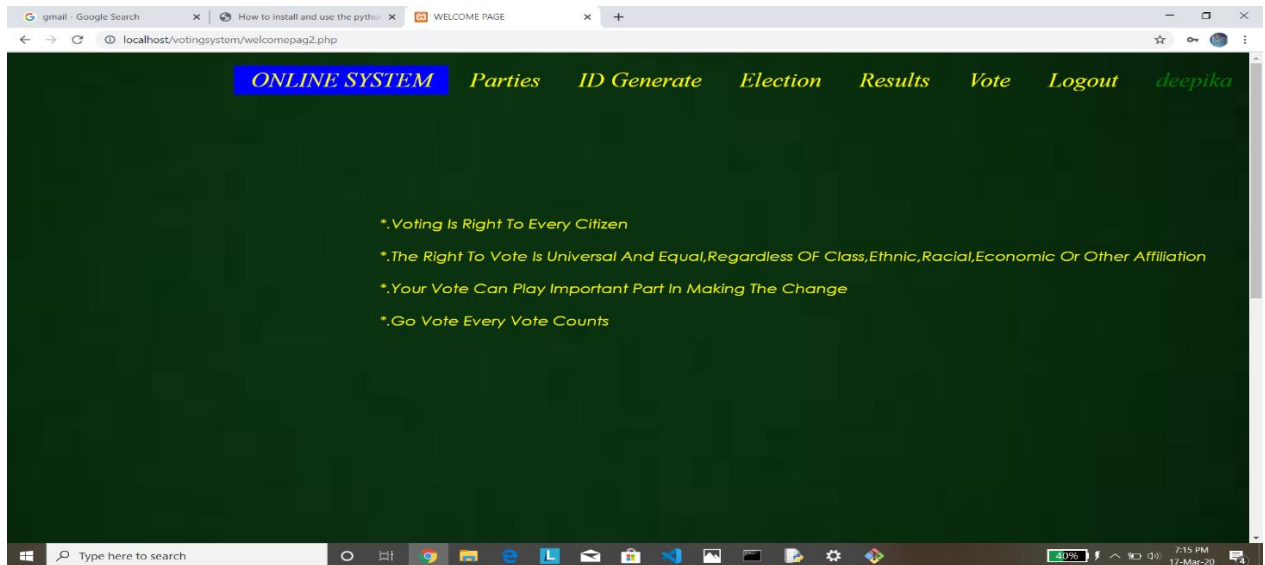 gmail - Google Search
How to install and use the pytho
WELCOME PAGE
localhost/votingsystem/welcomepag2.php
ONLINE SYSTEM Parties ID Generate Election Results Vote Logout deepika
*.Voting Is Right To Every Citizen
*.The Right To Vote Is Universal And Equal,Regardless OF Class,Ethnic,Racial,Economic Or Other Affiliation
*.Your Vote Can Play Important Part In Making The Change
*.Go Vote Every Vote Counts
Type here to search
40%
7:15 PM
17-Mar-20